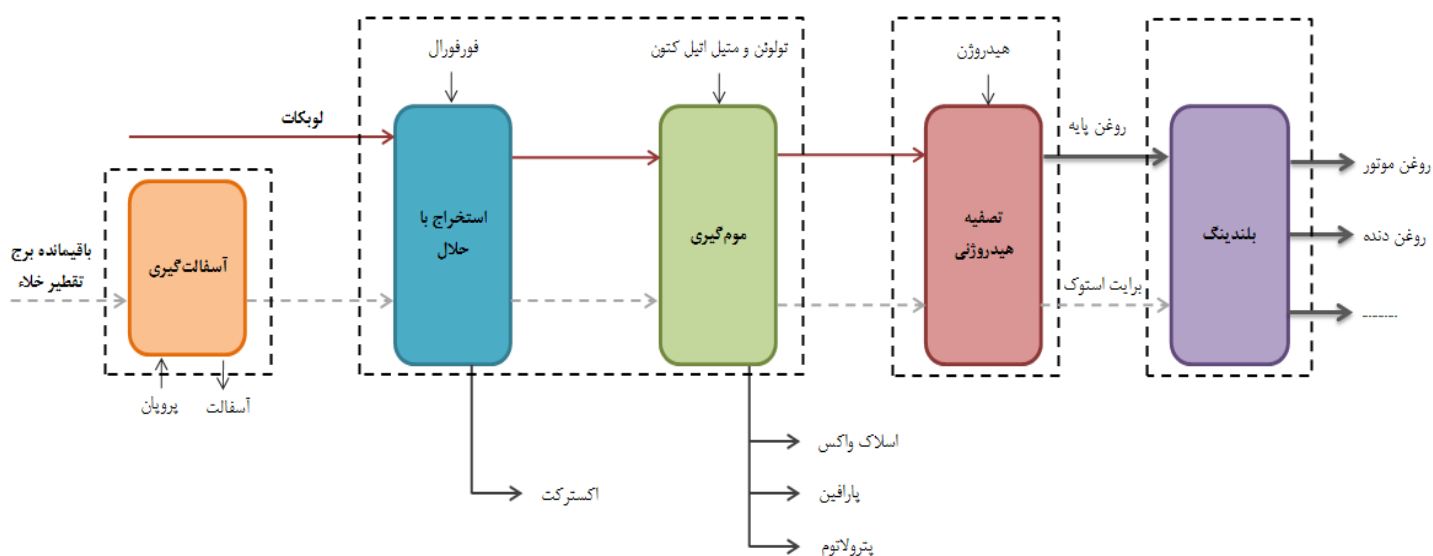 فورفورال
تولوئن و متیل اتیل کتون
هیدروژن
لوبکات
روغن پایه
روغن موتور
استخراج با
حلال
موم‌گیری
تصفیه
هیدروژنی
بلندینگ
روغن دنده
باقیمانده برج
تقطیر خلاء
آسفالت‌گیری
برایت استوک
..........
پروپان
آسفالت
اسلاک واکس
اکسترکت
پارافین
پترولاتوم